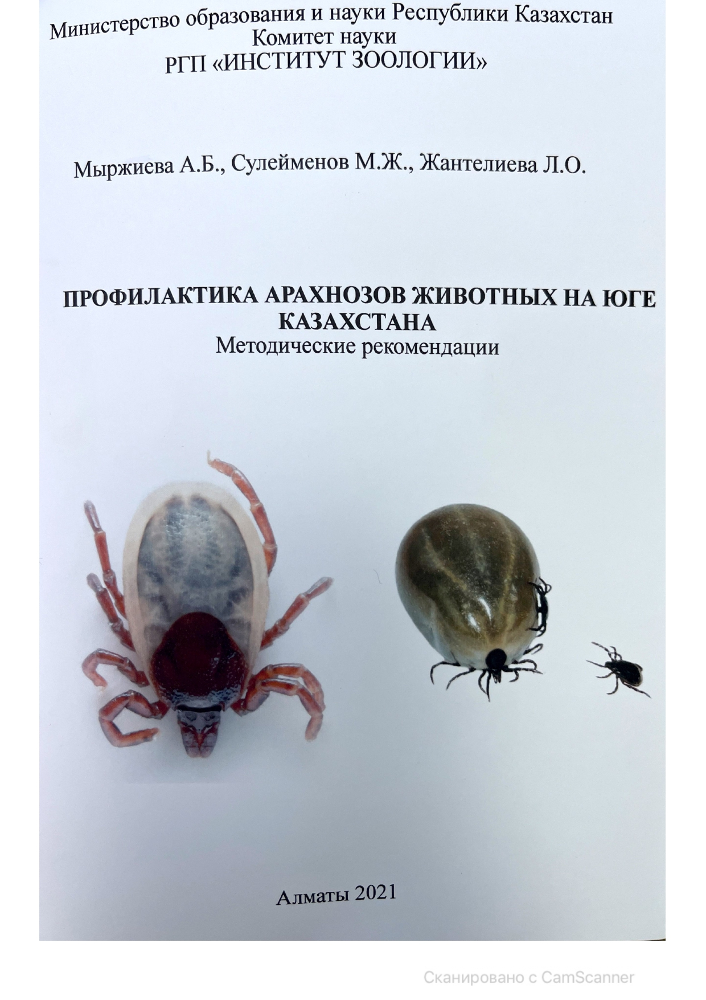 Министерство образования и науки Республики Казахстан
Комитет науки
РГП «ИНСТИТУТ ЗООЛОГИИ»
Мыржиева А.Б., Сулейменов М.Ж., Жантелиева Л.О.
ПРОФИЛАКТИКА АРАХНОЗОВ ЖИВОТНЫХ НА ЮГЕ
КАЗАХСТАНА
Методические рекомендации
Алматы 2021
Сканировано с CamScanner